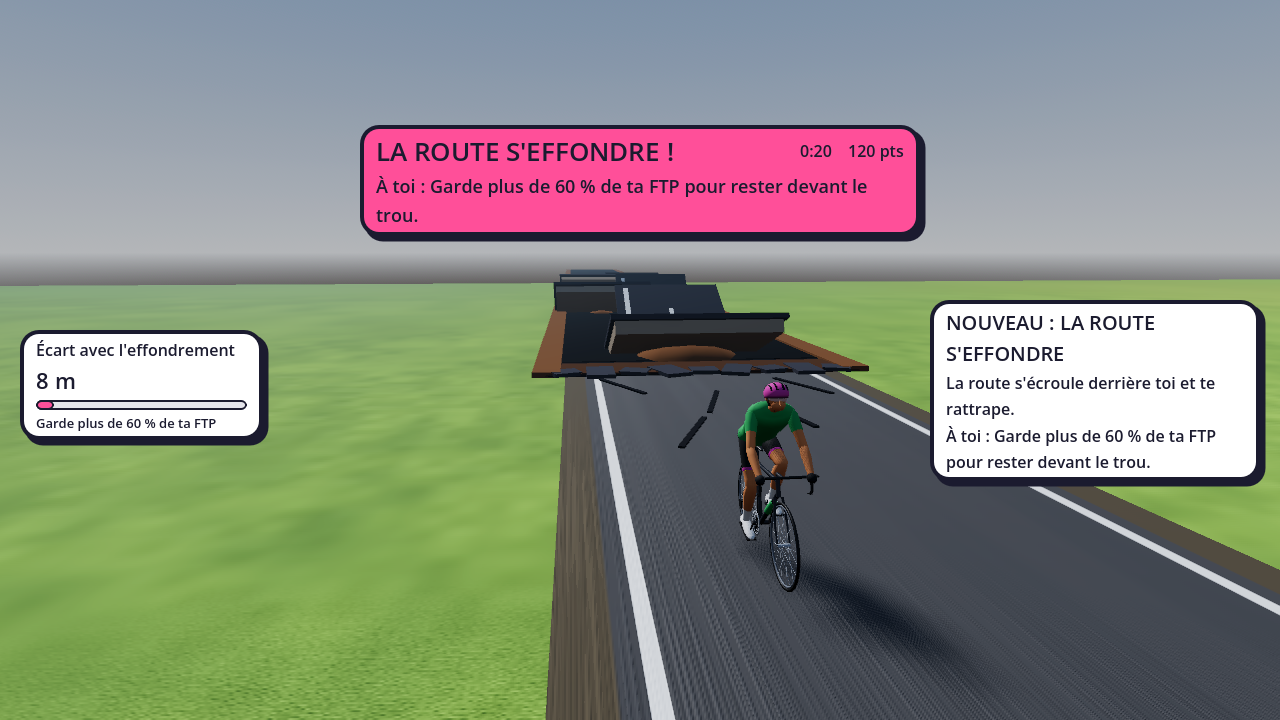 LA ROUTE S'EFFONDRE !
0:20 120 pts
À toi : Garde plus de 60 % de ta FTP pour rester devant le
trou.
Écart avec l'effondrement
8 m
Garde plus de 60 % de ta FTP
NOUVEAU : LA ROUTE
S'EFFONDRE
La route s'écroule derrière toi et te
rattrape.
À toi : Garde plus de 60 % de ta FTP
pour rester devant le trou.